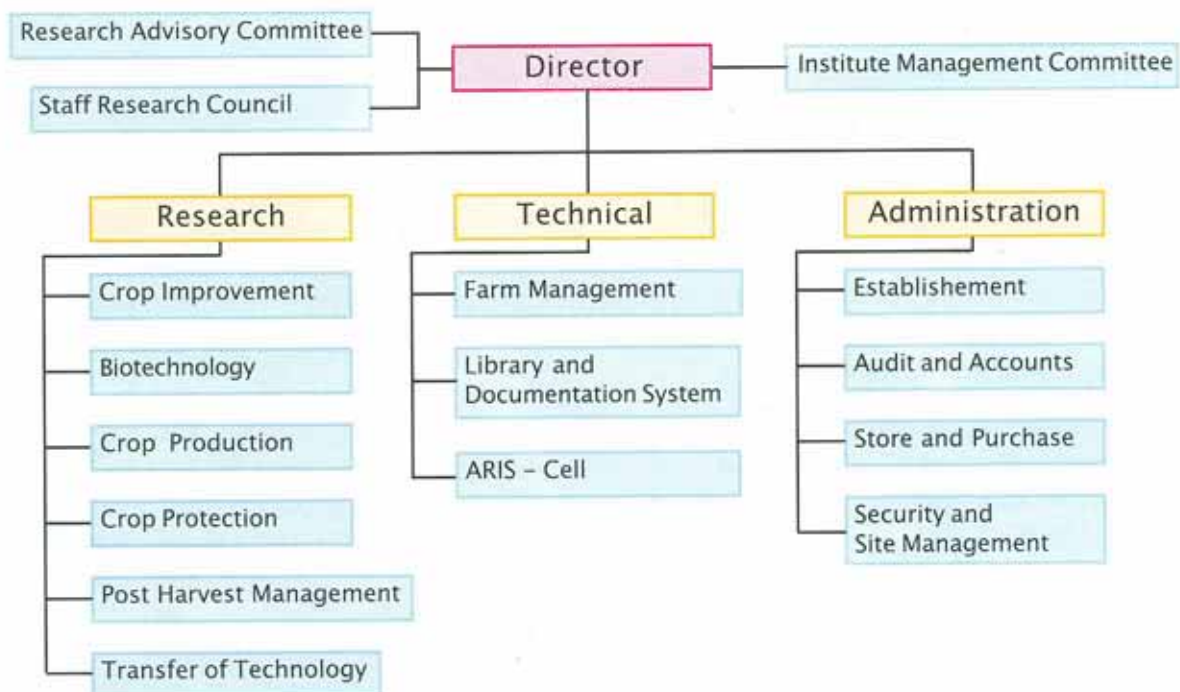 Research Advisory Committee
Staff Research Council
Director
Institute Management Committee
Research
Crop Improvement
Biotechnology
Crop Production
Crop Protection
Post Harvest Management
Transfer of Technology
Technical
Farm Management
Library and
Documentation System
ARIS – Cell
Administration
Establishement
Audit and Accounts
Store and Purchase
Security and
Site Management